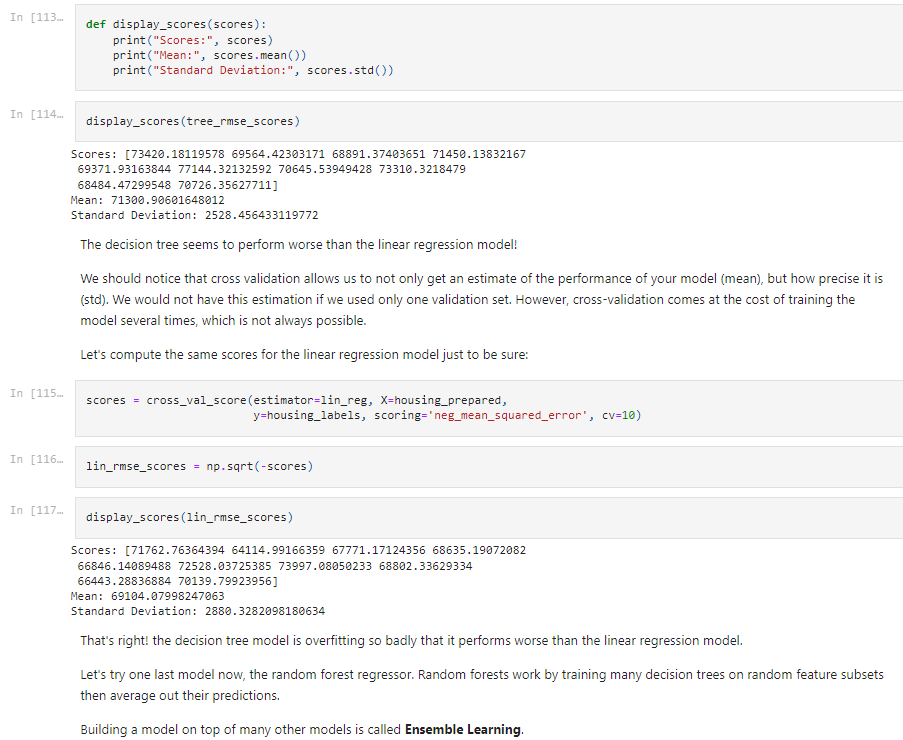 In [113…
def display_scores(scores):
    print("Scores:", scores)
    print("Mean:", scores.mean())
    print("Standard Deviation:", scores.std())
In [114…
display_scores(tree_rmse_scores)
Scores: [73420.18119578 69564.42303171 68891.37403651 71450.13832167
 69371.93163844 77144.32132592 70645.53949428 73310.3218479
 68484.47299548 70726.35627711]
Mean: 71300.90601648012
Standard Deviation: 2528.456433119772
The decision tree seems to perform worse than the linear regression model!
We should notice that cross validation allows us to not only get an estimate of the performance of your model (mean), but how precise it is
(std). We would not have this estimation if we used only one validation set. However, cross-validation comes at the cost of training the
model several times, which is not always possible.
Let's compute the same scores for the linear regression model just to be sure:
In [115…
scores = cross_val_score(estimator=lin_reg, X=housing_prepared,
                         y=housing_labels, scoring='neg_mean_squared_error', cv=10)
In [116…
lin_rmse_scores = np.sqrt(-scores)
In [117…
display_scores(lin_rmse_scores)
Scores: [71762.76364394 64114.99166359 67771.17124356 68635.19072082
 66846.14089488 72528.03725385 73997.08050233 68802.33629334
 66443.28836884 70139.79923956]
Mean: 69104.07998247063
Standard Deviation: 2880.3282098180634
That's right! the decision tree model is overfitting so badly that it performs worse than the linear regression model.
Let's try one last model now, the random forest regressor. Random forests work by training many decision trees on random feature subsets
then average out their predictions.
Building a model on top of many other models is called Ensemble Learning.